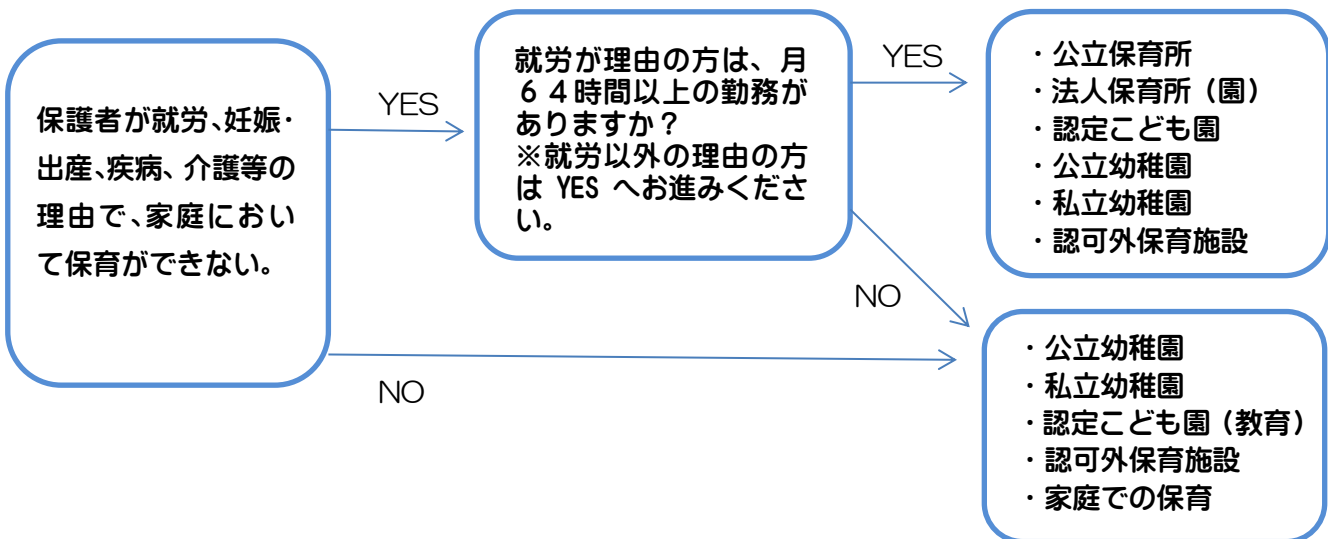 保護者が就労、妊娠・
出産、疾病、介護等の
理由で、家庭におい
て保育ができない。
YES
NO
就労が理由の方は、月
６４時間以上の勤務が
ありますか？
※就労以外の理由の方
は YES へお進みくださ
い。
YES
NO
・公立保育所
・法人保育所（園）
・認定こども園
・公立幼稚園
・私立幼稚園
・認可外保育施設
・公立幼稚園
・私立幼稚園
・認定こども園（教育）
・認可外保育施設
・家庭での保育